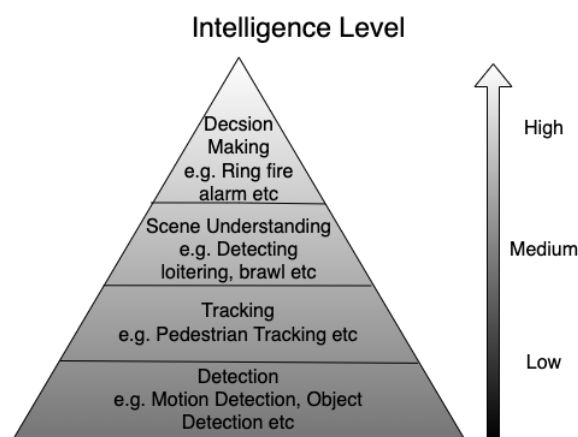 Intelligence Level
Decsion
Making
e.g. Ring fire
alarm etc
Scene Understanding
e.g. Detecting
loitering, brawl etc
Tracking
e.g. Pedestrian Tracking etc
Detection
e.g. Motion Detection, Object
Detection etc
High
Medium
Low